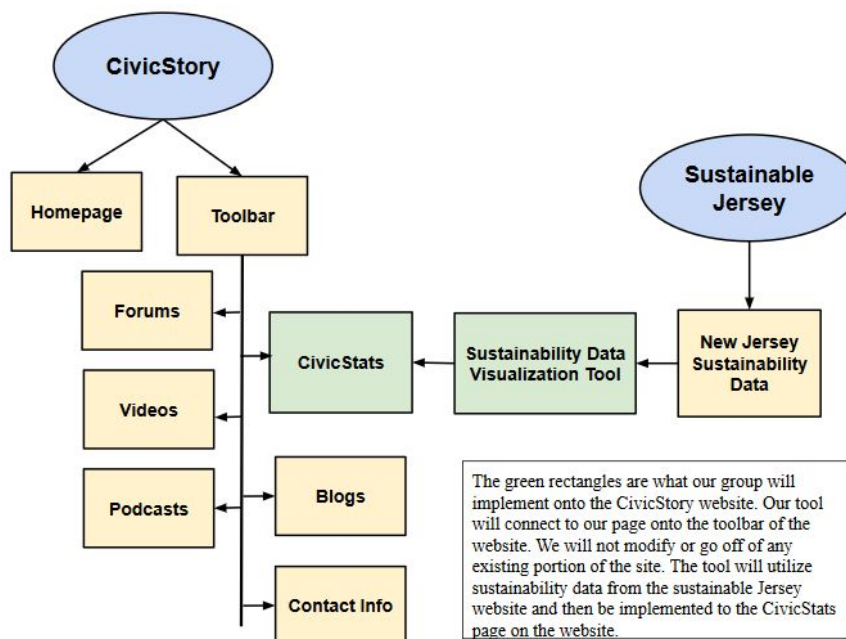 CivicStory
Sustainable
Jersey
Homepage
Toolbar
Forums
CivicStats
Sustainability Data
Visualization Tool
New Jersey
Sustainability
Data
Videos
Podcasts
Blogs
Contact Info
The green rectangles are what our group will
implement onto the CivicStory website. Our tool
will connect to our page onto the toolbar of the
website. We will not modify or go off of any
existing portion of the site. The tool will utilize
sustainability data from the sustainable Jersey
website and then be implemented to the CivicStats
page on the website.